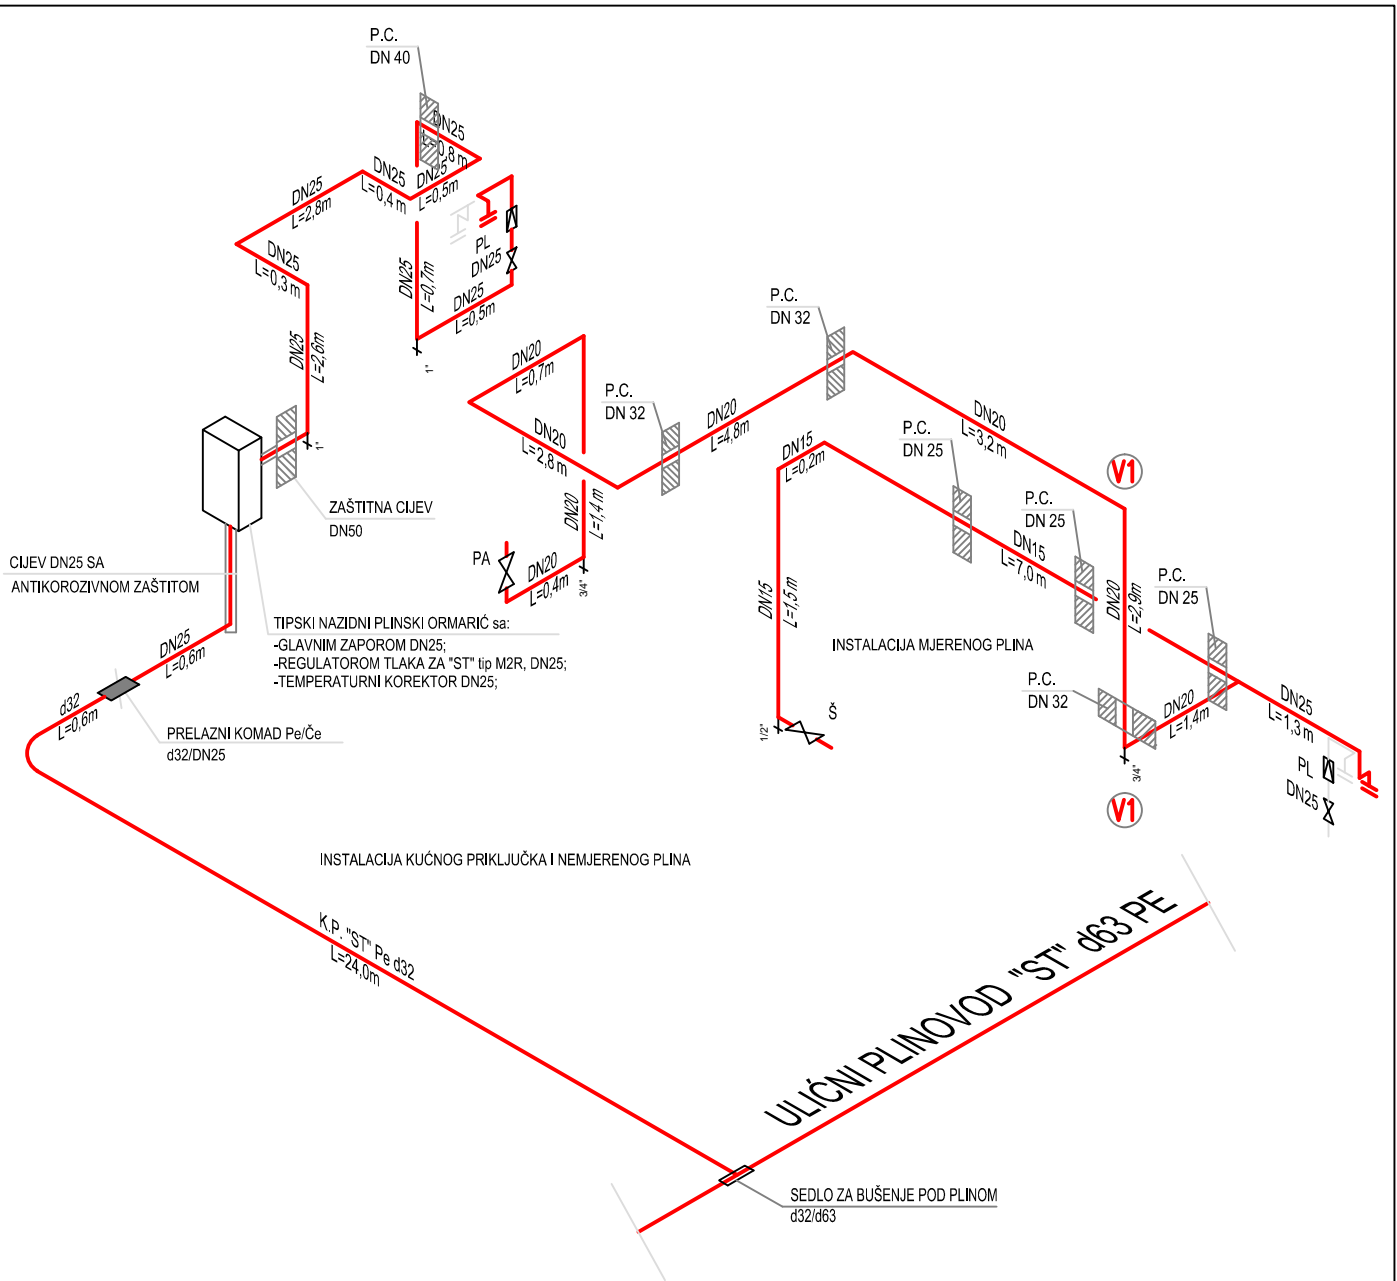 P.C.
DN 40
DN25
L=0,8 m
DN25
L=0,5m
DN25
L=0,4 m
DN25
L=2,8m
DN25
L=0,3 m
DN25
L=2,6m
1"
DN25
L=0,7m
PL
DN25
DN25
L=0,5m
1"
ZAŠTITNA CIJEV
DN50
CIJEV DN25 SA
ANTIKOROZIVNOM ZAŠTITOM
TIPSKI NAZIDNI PLINSKI ORMARIĆ sa:
-GLAVNIM ZAPOROM DN25;
-REGULATOROM TLAKA ZA "ST" tip M2R, DN25;
-TEMPERATURNI KOREKTOR DN25;
DN25
L=0,6m
d32
L=0,6m
PRELAZNI KOMAD Pe/Če
d32/DN25
DN20
L=0,7m
DN20
L=2,8 m
DN20
L=1,4 m
PA
DN20
L=0,4m
3/4"
P.C.
DN 32
DN20
L=4,8m
P.C.
DN 32
DN20
L=3,2 m
DN15
L=0,2m
P.C.
DN 25
P.C.
DN 25
DN15
L=7,0 m
DN15
L=1,5m
1/2"
Š
INSTALACIJA MJERENOG PLINA
V1
DN20
L=2,9m
P.C.
DN 25
P.C.
DN 32
DN20
L=1,4m
3/4"
DN25
L=1,3 m
PL
DN25
V1
INSTALACIJA KUĆNOG PRIKLJUČKA I NEMJERENOG PLINA
K.P. "ST" Pe d32
L=24,0m
ULIĆNI PLINOVOD "ST" d63 PE
SEDLO ZA BUŠENJE POD PLINOM
d32/d63